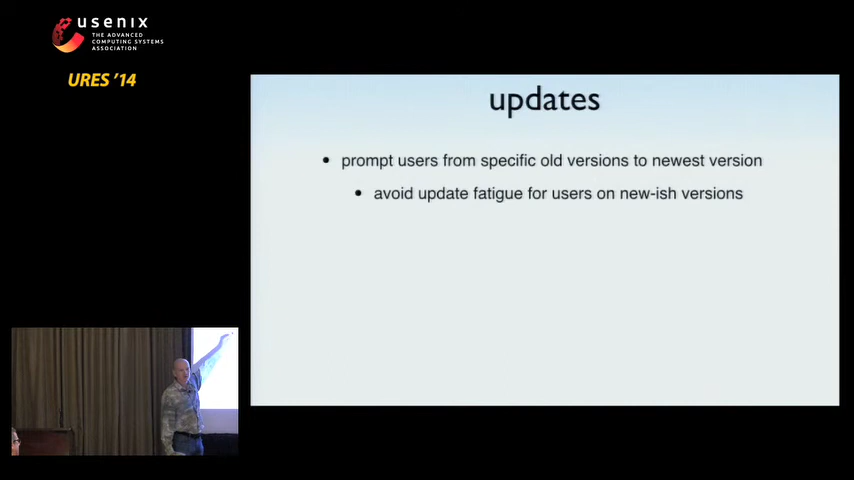 usenix
THE ADVANCED
COMPUTING SYSTEMS
ASSOCIATION
URES '14
updates
• prompt users from specific old versions to newest version
• avoid update fatigue for users on new-ish versions